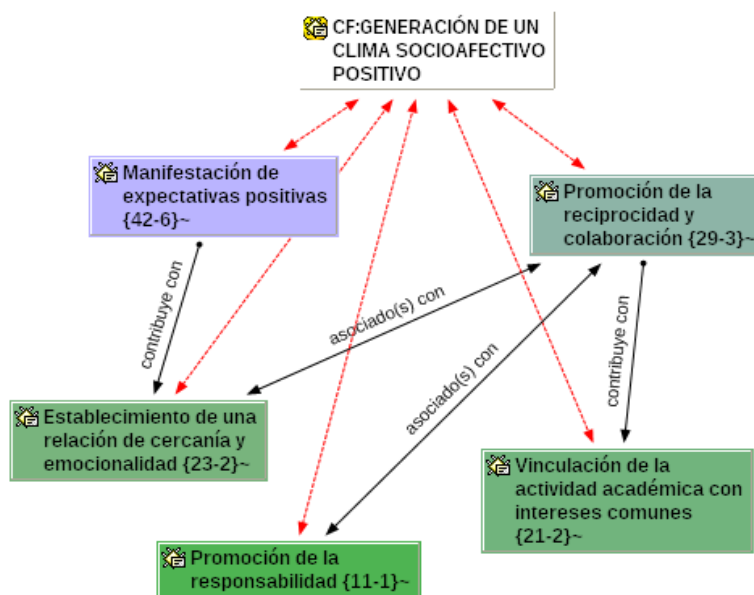 CF:GENERACIÓN DE UN
CLIMA SOCIOAFECTIVO
POSITIVO
Manifestación de
expectativas positivas
{42-6}~
Promoción de la
reciprocidad y
colaboración {29-3}~
contribuye con
asociado(s) con
asociado(s) con
contribuye con
Establecimiento de una
relación de cercanía y
emocionalidad {23-2}~
Vinculación de la
actividad académica con
intereses comunes
{21-2}~
Promoción de la
responsabilidad {11-1}~